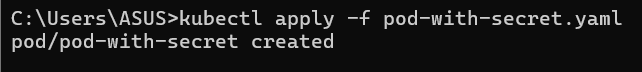 C:\Users\ASUS>kubectl apply -f pod-with-secret.yaml
pod/pod-with-secret created